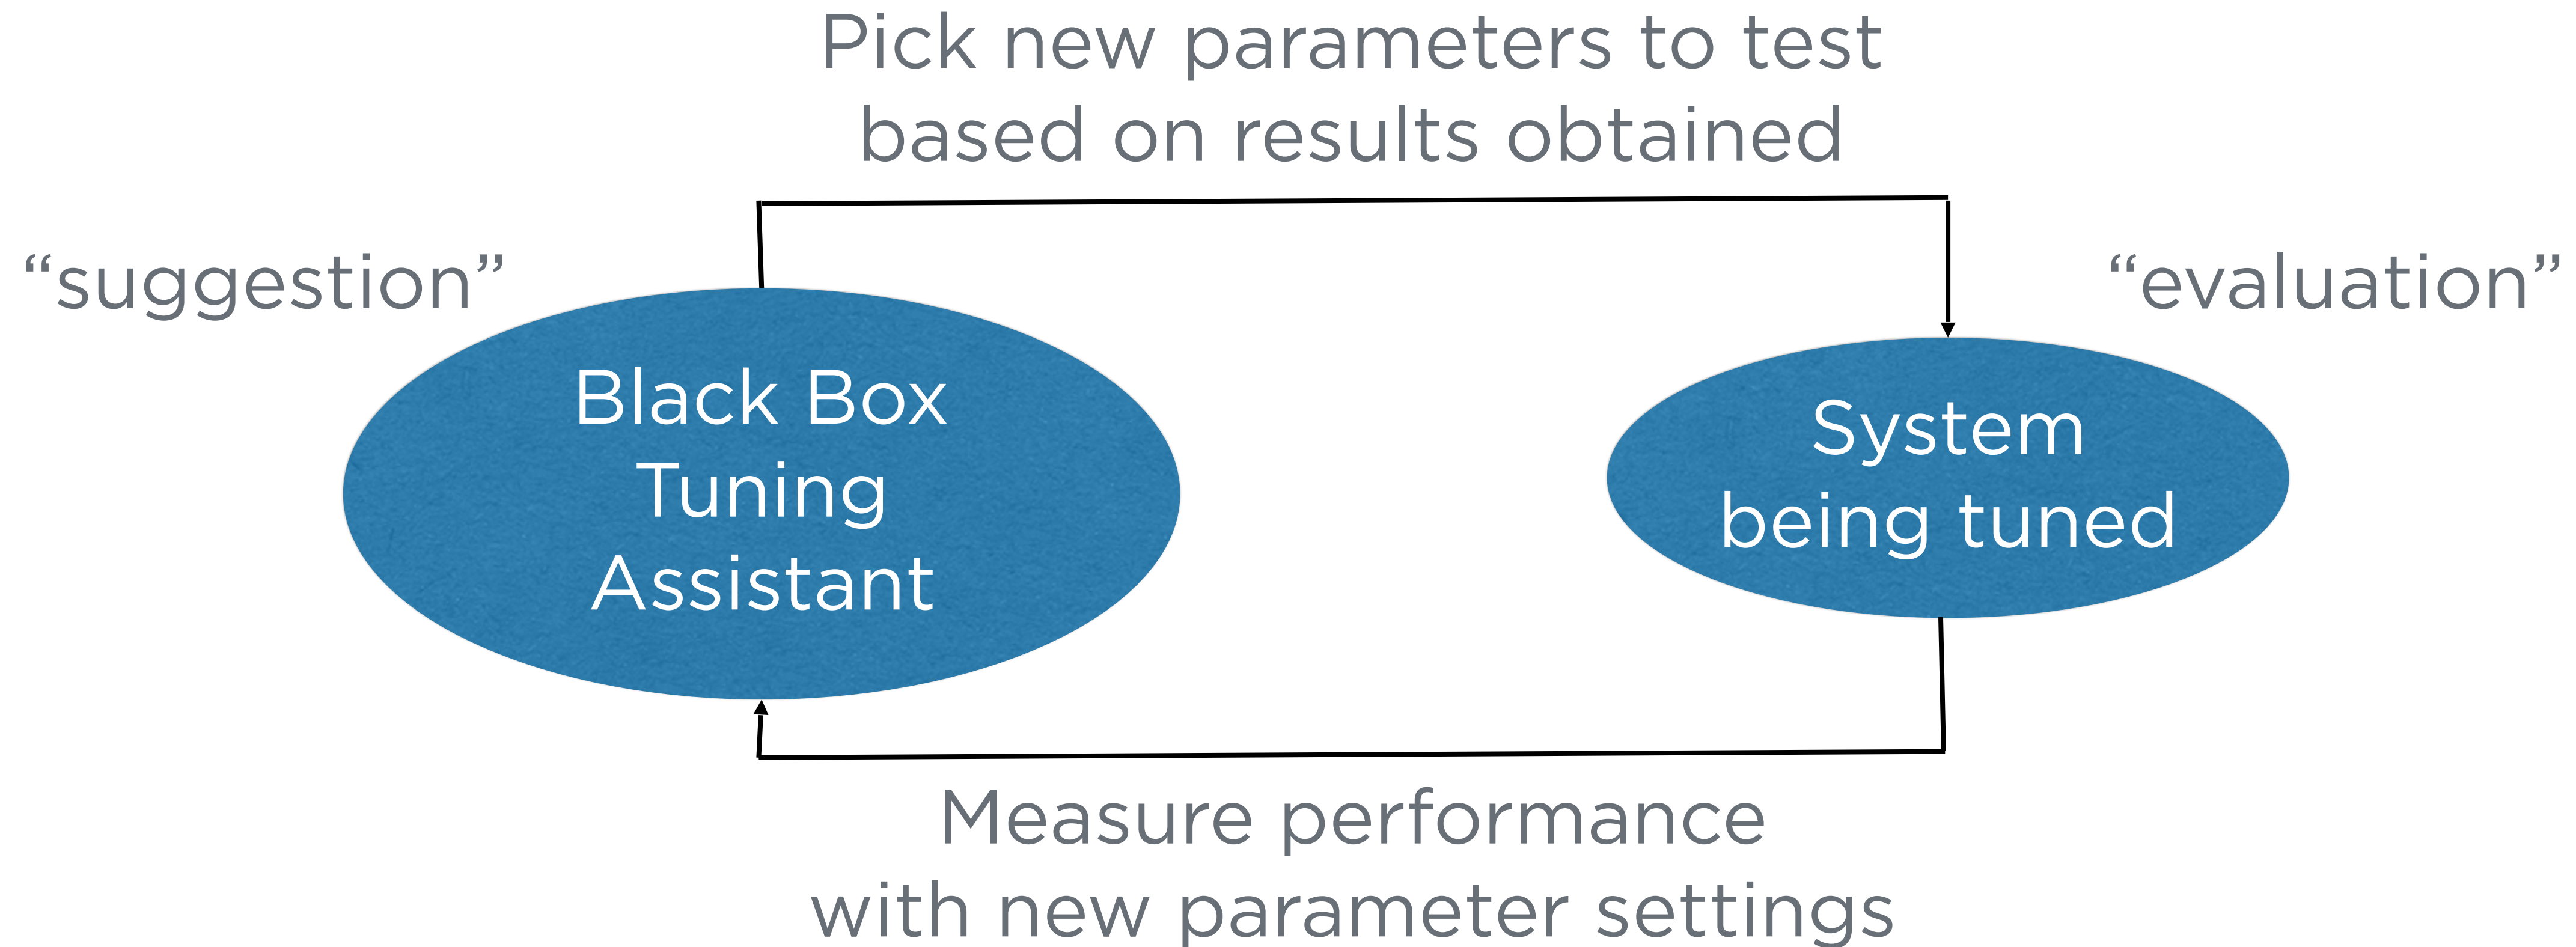 Pick new parameters to test
based on results obtained
“suggestion”
“evaluation”
Black Box
Tuning
Assistant
System
being tuned
Measure performance
with new parameter settings